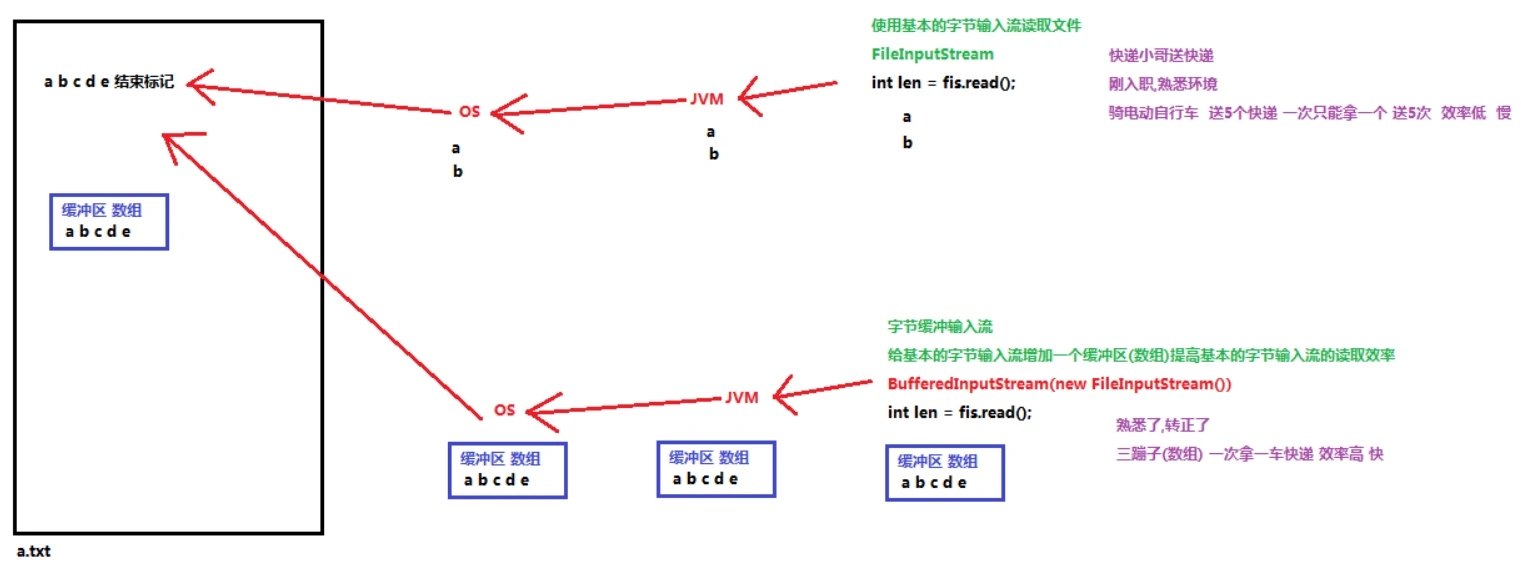 使用基本的字节输入流读取文件
FileInputStream
快递小哥送快递
a b c d e 结束标记
int len = fis.read();
刚入职,熟悉环境
OS
JVM
a
骑电动自行车 送5个快递 一次只能拿一个 送5次 效率低 慢
a
a
b
b
b
缓冲区 数组
a b c d e
字节缓冲输入流
给基本的字节输入流增加一个缓冲区(数组)提高基本的字节输入流的读取效率
BufferedInputStream(new FileInputStream())
OS
JVM
int len = fis.read();
熟悉了,转正了
三蹦子(数组) 一次拿一车快递 效率高 快
缓冲区 数组
a b c d e
缓冲区 数组
a b c d e
缓冲区 数组
a b c d e
a.txt